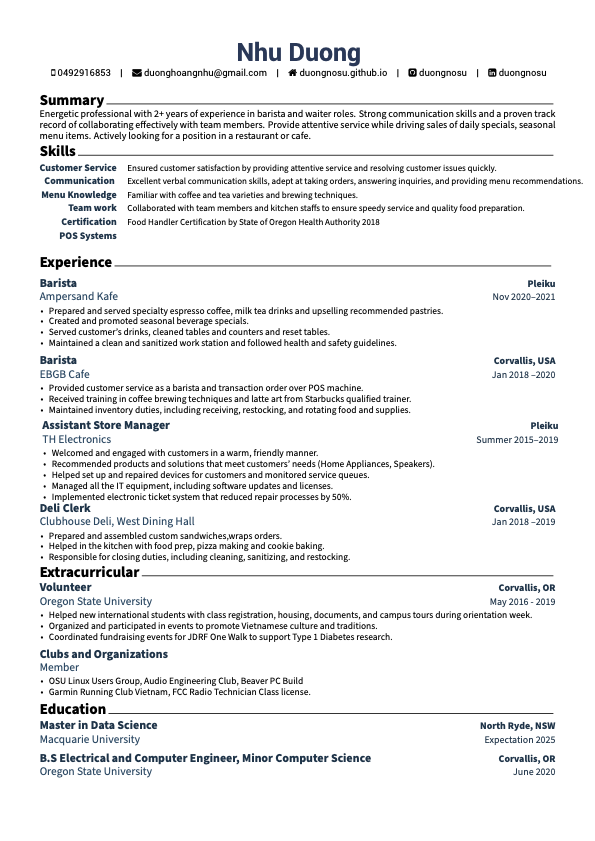 Nhu Duong
0492916853 | duonghoangnhu@gmail.com | duongnosu.github.io | duongnosu | duongnosu
Summary
Energetic professional with 2+ years of experience in barista and waiter roles. Strong communication skills and a proven track
record of collaborating effectively with team members. Provide attentive service while driving sales of daily specials, seasonal
menu items. Actively looking for a position in a restaurant or cafe.
Skills
Customer Service Ensured customer satisfaction by providing attentive service and resolving customer issues quickly.
Communication Excellent verbal communication skills, adept at taking orders, answering inquiries, and providing menu recommendations.
Menu Knowledge Familiar with coffee and tea varieties and brewing techniques.
Team work Collaborated with team members and kitchen staffs to ensure speedy service and quality food preparation.
Certification Food Handler Certification by State of Oregon Health Authority 2018
POS Systems
Experience
Barista Pleiku
Ampersand Kafe Nov 2020–2021
• Prepared and served specialty espresso coffee, milk tea drinks and upselling recommended pastries.
• Created and promoted seasonal beverage specials.
• Served customer's drinks, cleaned tables and counters and reset tables.
• Maintained a clean and sanitized work station and followed health and safety guidelines.
Barista Corvallis, USA
EBGB Cafe Jan 2018 –2020
• Provided customer service as a barista and transaction order over POS machine.
• Received training in coffee brewing techniques and latte art from Starbucks qualified trainer.
• Maintained inventory duties, including receiving, restocking, and rotating food and supplies.
Assistant Store Manager Pleiku
TH Electronics Summer 2015–2019
• Welcomed and engaged with customers in a warm, friendly manner.
• Recommended products and solutions that meet customers' needs (Home Appliances, Speakers).
• Helped set up and repaired devices for customers and monitored service queues.
• Managed all the IT equipment, including software updates and licenses.
• Implemented electronic ticket system that reduced repair processes by 50%.
Deli Clerk Corvallis, USA
Clubhouse Deli, West Dining Hall Jan 2018 –2019
• Prepared and assembled custom sandwiches,wraps orders.
• Helped in the kitchen with food prep, pizza making and cookie baking.
• Responsible for closing duties, including cleaning, sanitizing, and restocking.
Extracurricular
Volunteer Corvallis, OR
Oregon State University May 2016 - 2019
• Helped new international students with class registration, housing, documents, and campus tours during orientation week.
• Organized and participated in events to promote Vietnamese culture and traditions.
• Coordinated fundraising events for JDRF One Walk to support Type 1 Diabetes research.
Clubs and Organizations
Member
• OSU Linux Users Group, Audio Engineering Club, Beaver PC Build
• Garmin Running Club Vietnam, FCC Radio Technician Class license.
Education
Master in Data Science North Ryde, NSW
Macquarie University Expectation 2025
B.S Electrical and Computer Engineer, Minor Computer Science Corvallis, OR
Oregon State University June 2020